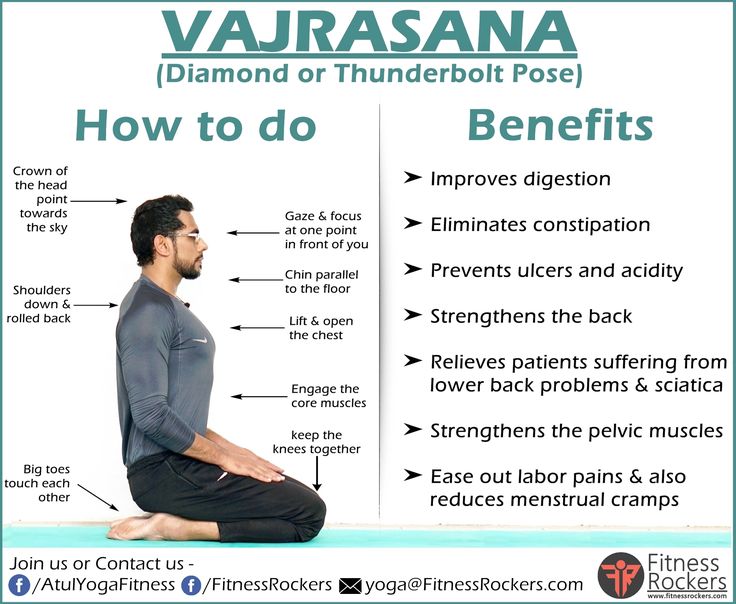 VAJRASANA
(Diamond or Thunderbolt Pose)
How to do
Crown of
the head
point
towards
the sky
Gaze & focus
at one point
in front of you
Chin parallel
to the floor
Shoulders
down &
rolled back
Lift & open
the chest
Engage the
core muscles
keep the
knees together
Big toes
touch each
other
Benefits
➤ Improves digestion
➤ Eliminates constipation
➤ Prevents ulcers and acidity
➤ Strengthens the back
➤ Relieves patients suffering from
lower back problems & sciatica
➤ Strengthens the pelvic muscles
➤ Ease out labor pains & also
reduces menstrual cramps
Join us or Contact us -
/AtulYogaFitness /FitnessRockers yoga@FitnessRockers.com
Fitness
Rockers
www.fitnessrockers.com